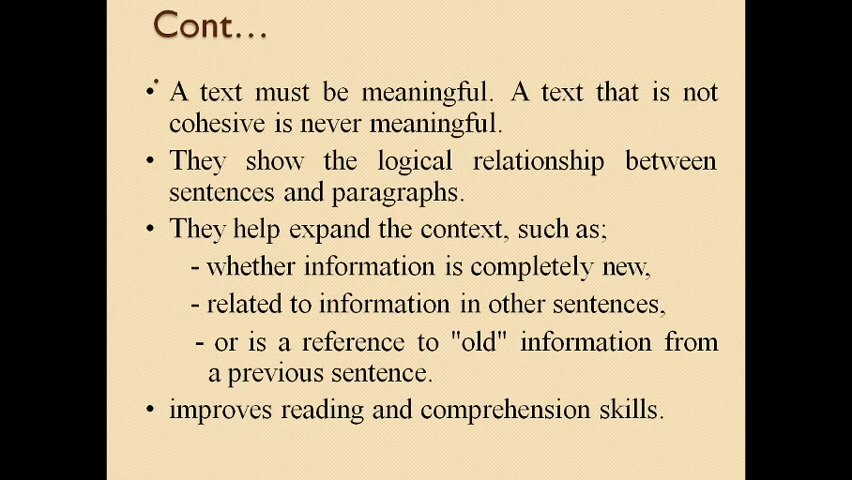 Cont…
•
• A text must be meaningful. A text that is not
cohesive is never meaningful.
• They show the logical relationship between
sentences and paragraphs.
• They help expand the context, such as;
- whether information is completely new,
- related to information in other sentences,
- or is a reference to "old" information from
a previous sentence.
• improves reading and comprehension skills.